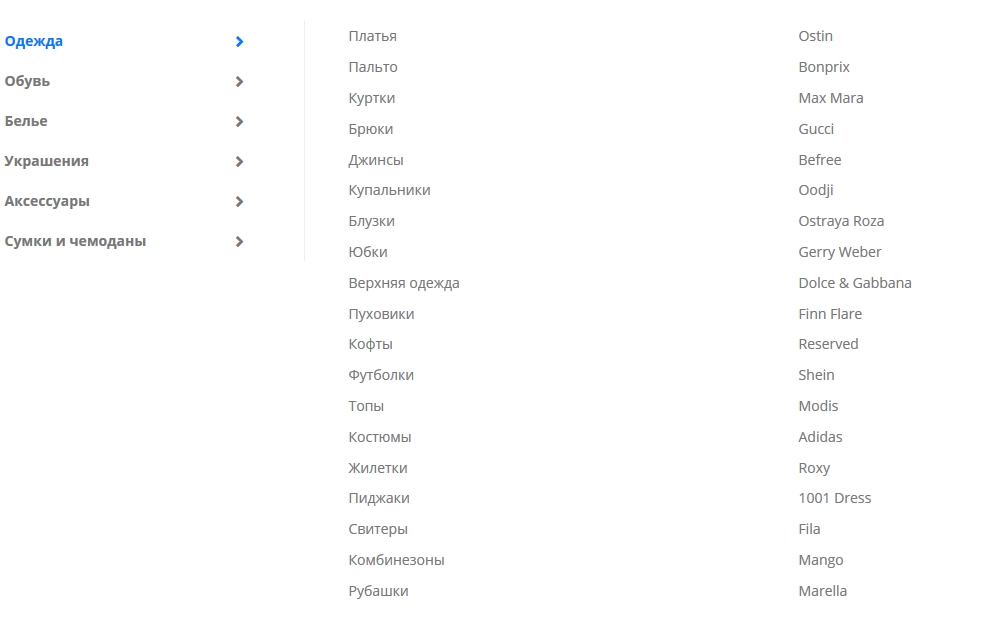 Одежда
Обувь
Белье
Украшения
Аксессуары
Сумки и чемоданы
Платья
Пальто
Куртки
Брюки
Джинсы
Купальники
Блузки
Юбки
Верхняя одежда
Пуховики
Кофты
Футболки
Топы
Костюмы
Жилетки
Пиджаки
Свитеры
Комбинезоны
Рубашки
Ostin
Bonprix
Max Mara
Gucci
Befree
Oodji
Ostraya Roza
Gerry Weber
Dolce & Gabbana
Finn Flare
Reserved
Shein
Modis
Adidas
Roxy
1001 Dress
Fila
Mango
Marella